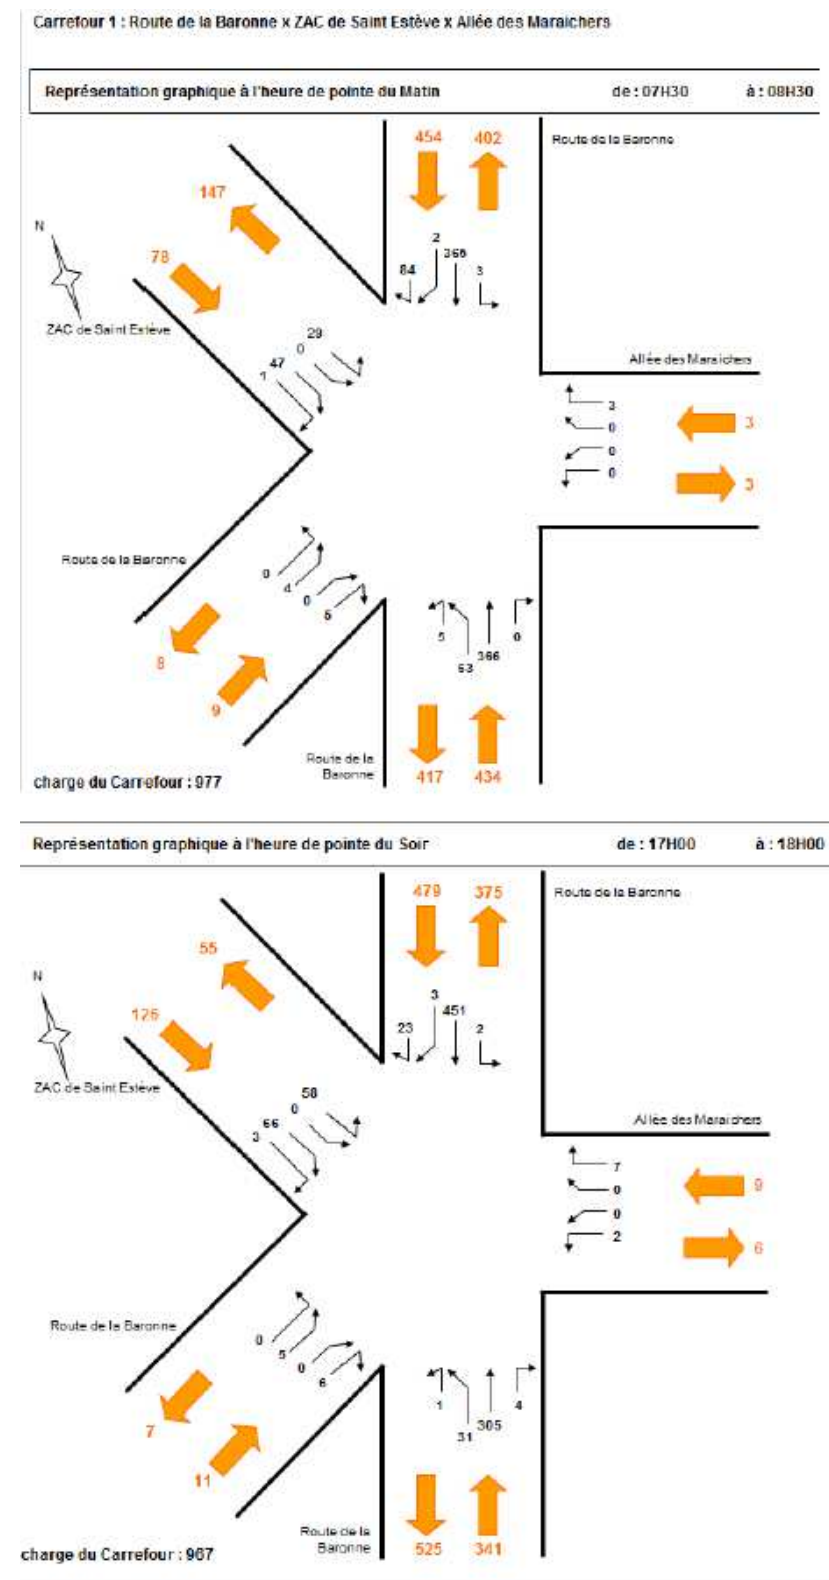 Carrefour 1 : Route de la Baronne x ZAC de Saint Estève x Allée des Maraichers
Représentation graphique à l'heure de pointe du Matin de : 07H30 à : 08H30
454 402
Route de la Baronne
147
N
78
2
365
84
3
ZAC de Saint Estève
29
0
47
1
Allée des Maraichers
3
0
0
0
3
3
Route de la Baronne
0
4
0
5
5
63
366
0
8
9
Route de la
Baronne
417 434
charge du Carrefour : 977
Représentation graphique à l'heure de pointe du Soir de : 17H00 à : 18H00
479 375
Route de la Baronne
55
N
126
3
451
23
2
ZAC de Saint Estève
58
0
66
3
Allée des Maraichers
7
0
0
2
9
6
Route de la Baronne
0
5
0
6
1
31
305
4
7
11
Route de la
Baronne
525 341
charge du Carrefour : 967